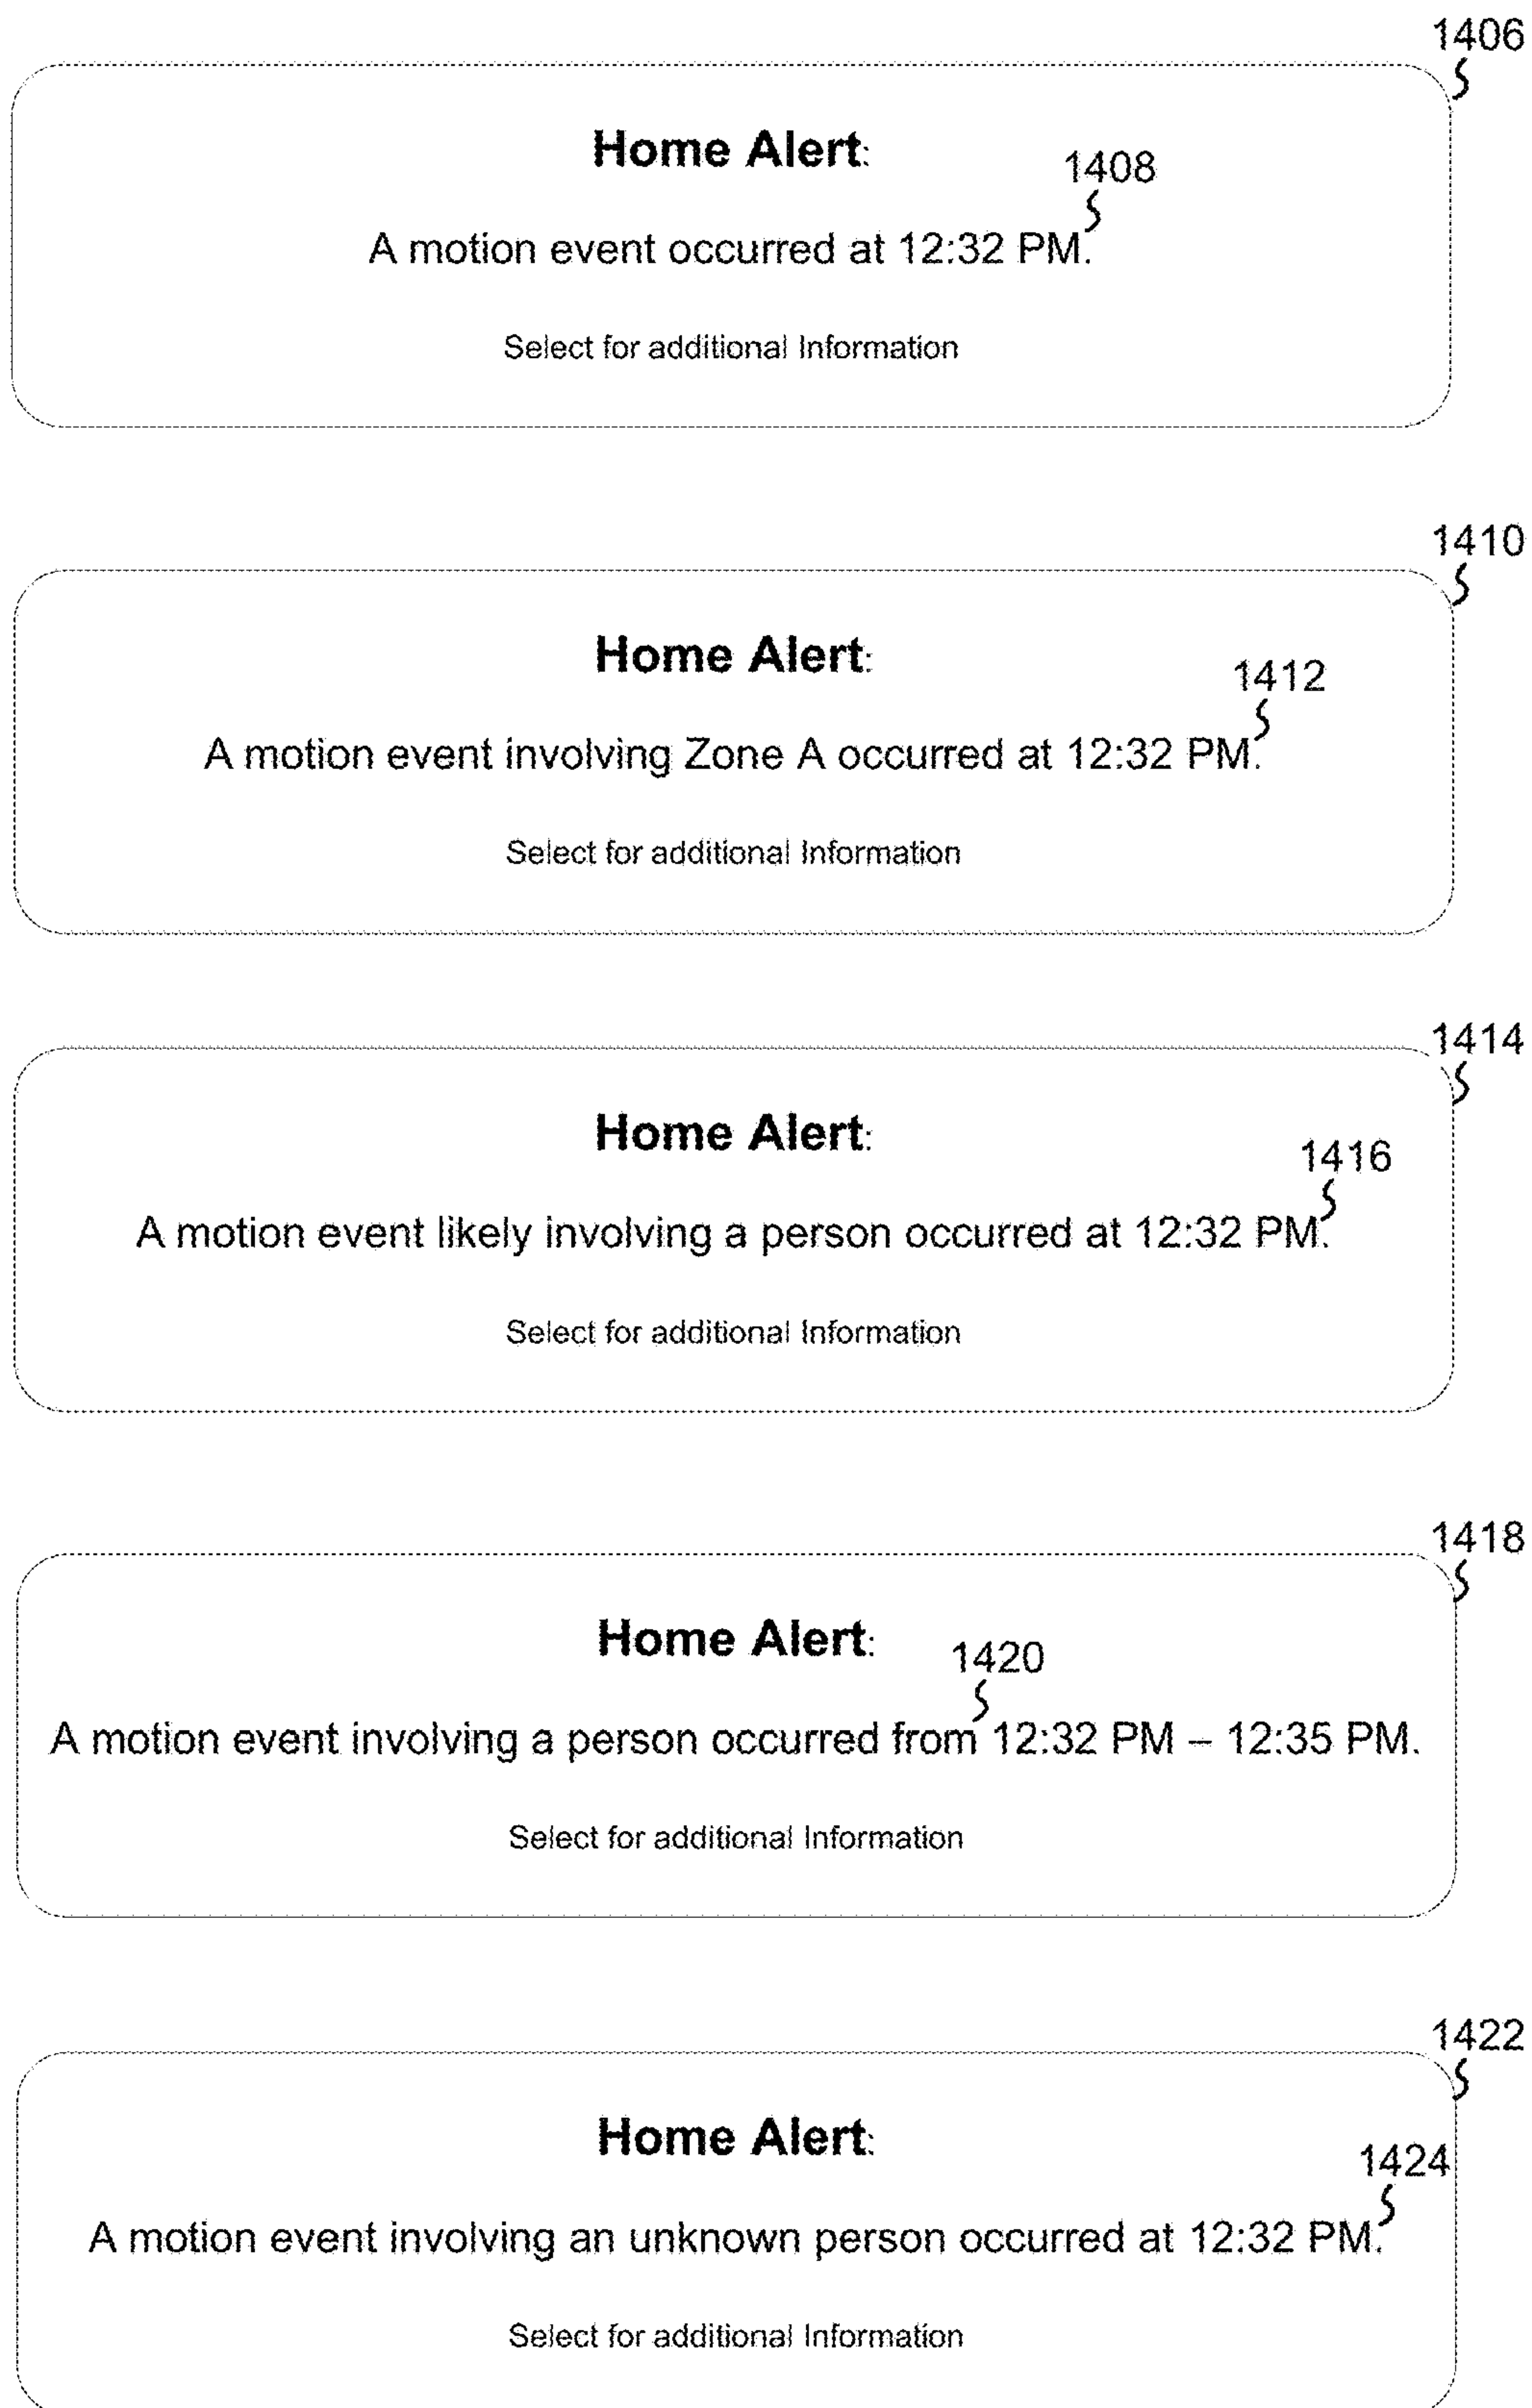 1406
Home Alert:
1408
A motion event occurred at 12:32 PM.
Select for additional Information
1410
Home Alert:
1412
A motion event involving Zone A occurred at 12:32 PM.
Select for additional Information
1414
Home Alert:
1416
A motion event likely involving a person occurred at 12:32 PM.
Select for additional Information
1418
Home Alert:
1420
A motion event involving a person occurred from 12:32 PM – 12:35 PM.
Select for additional Information
1422
Home Alert:
1424
A motion event involving an unknown person occurred at 12:32 PM.
Select for additional Information